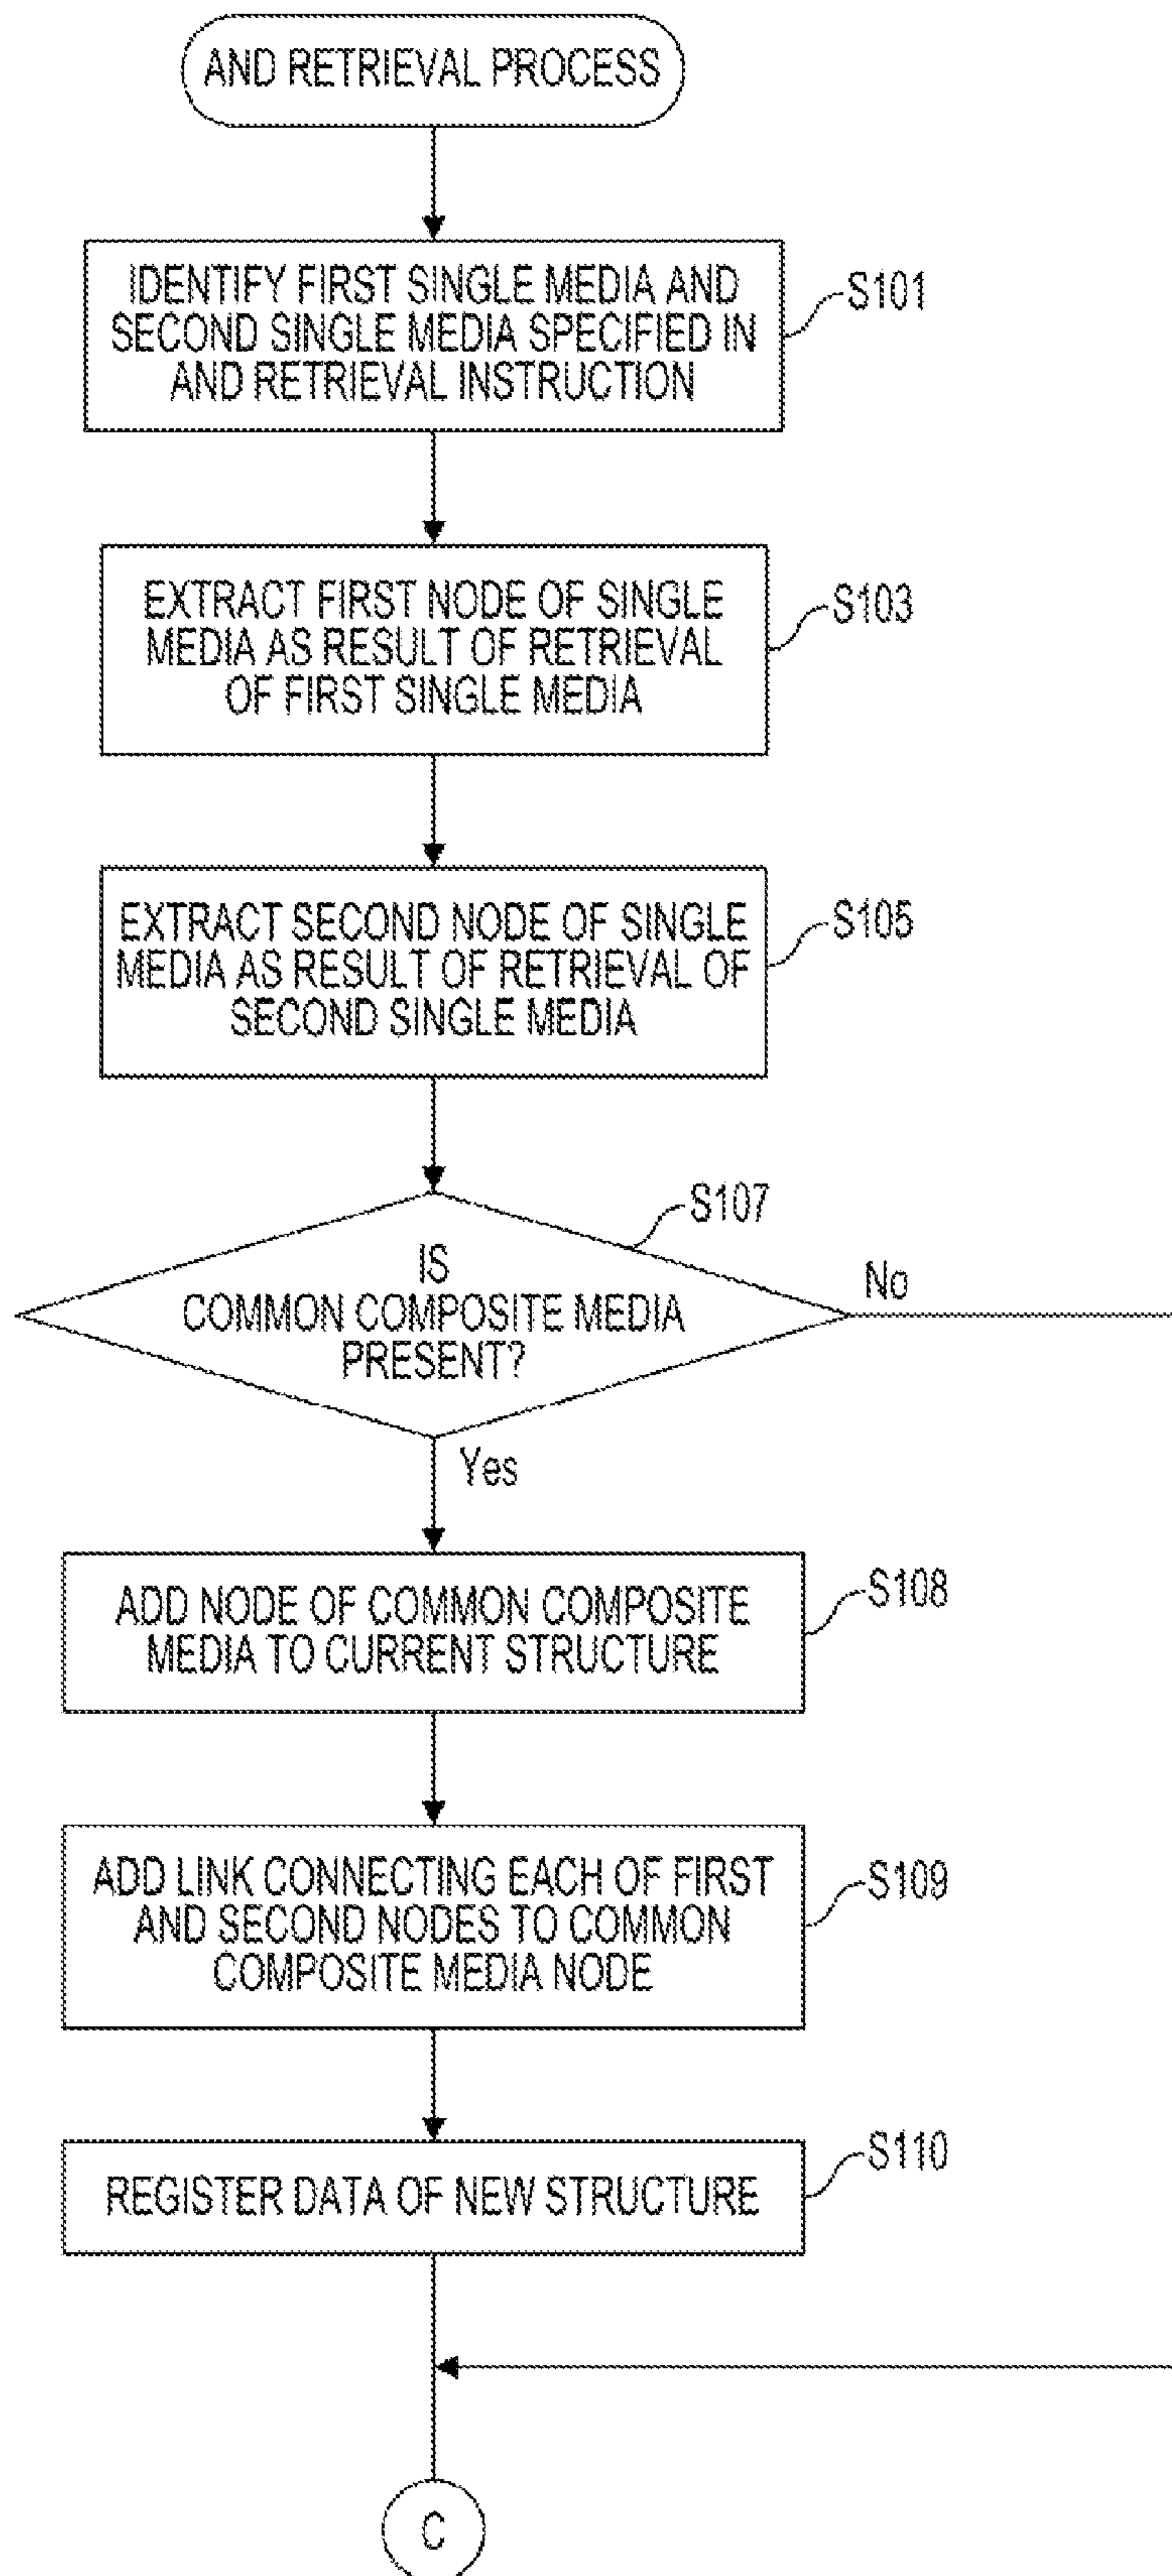 AND RETRIEVAL PROCESS
IDENTIFY FIRST SINGLE MEDIA AND
SECOND SINGLE MEDIA SPECIFIED IN
AND RETRIEVAL INSTRUCTION
S101
EXTRACT FIRST NODE OF SINGLE
MEDIA AS RESULT OF RETRIEVAL
OF FIRST SINGLE MEDIA
S103
EXTRACT SECOND NODE OF SINGLE
MEDIA AS RESULT OF RETRIEVAL OF
SECOND SINGLE MEDIA
S105
IS
COMMON COMPOSITE MEDIA
PRESENT?
S107
No
Yes
ADD NODE OF COMMON COMPOSITE
MEDIA TO CURRENT STRUCTURE
S108
ADD LINK CONNECTING EACH OF FIRST
AND SECOND NODES TO COMMON
COMPOSITE MEDIA NODE
S109
REGISTER DATA OF NEW STRUCTURE
S110
C